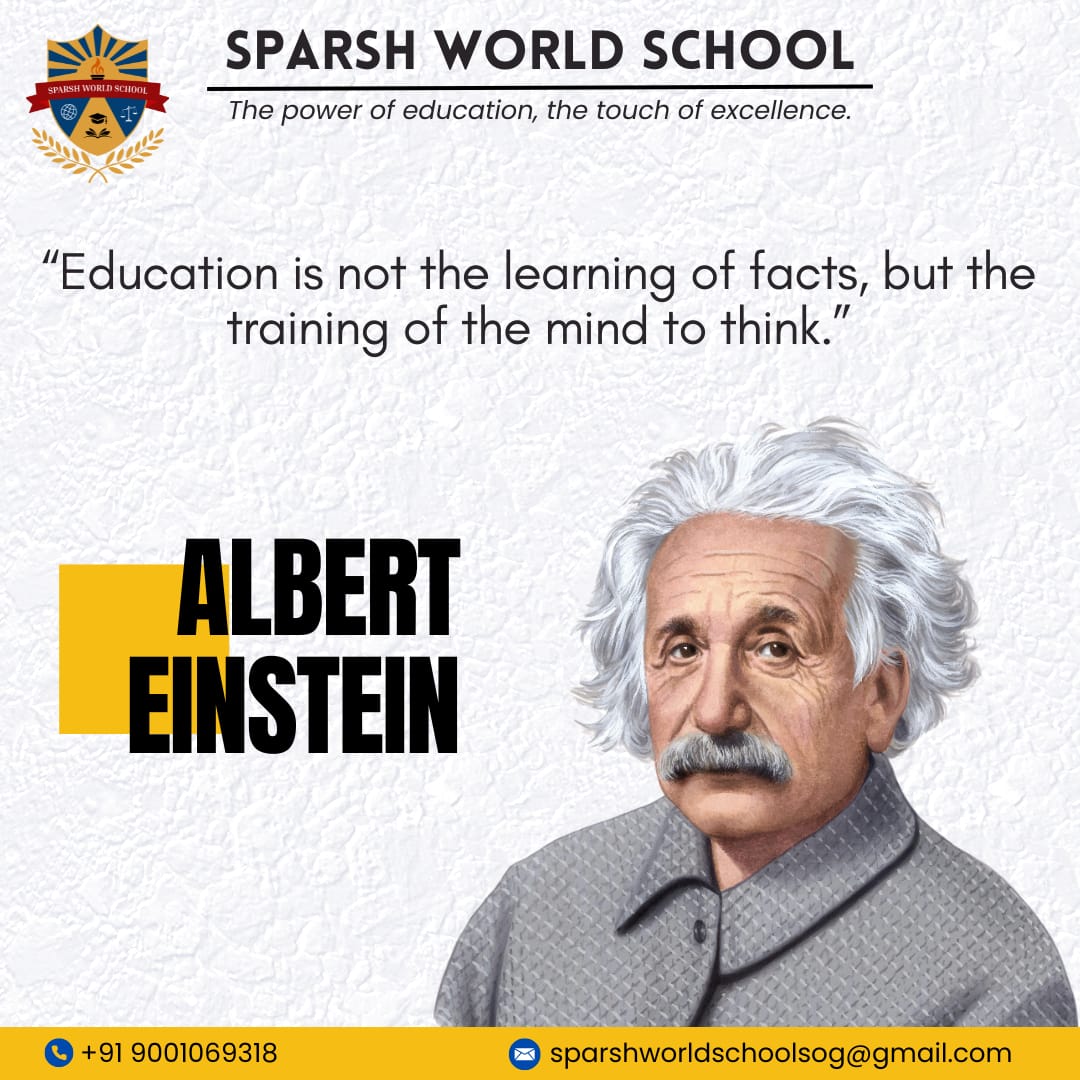 SPARSH WORLD SCHOOL
SPARSH WORLD SCHOOL
The power of education, the touch of excellence.
“Education is not the learning of facts, but the
training of the mind to think.”
ALBERT
EINSTEIN
+91 9001069318
sparshworldschoolsog@gmail.com